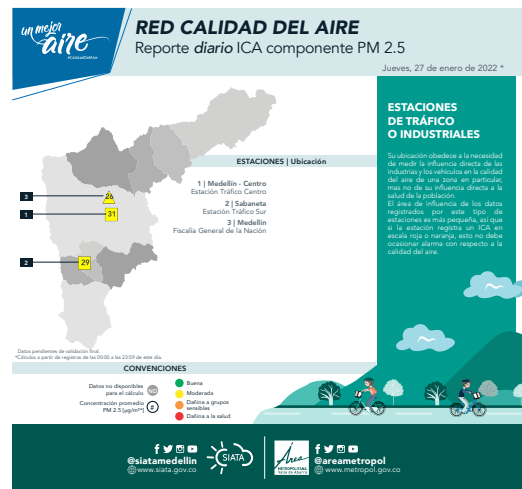 un mejor
aire
#CalidadDelAire
RED CALIDAD DEL AIRE
Reporte diario ICA componente PM 2.5
Jueves, 27 de enero de 2022 *
ESTACIONES
DE TRÁFICO
O INDUSTRIALES
Su ubicación obedece a la necesidad
de medir la influencia directa de las
industrias y los vehículos en la calidad
del aire de una zona en particular,
mas no de su influencia directa a la
salud de la población.
El área de influencia de los datos
registrados por este tipo de
estaciones es más pequeña, así que
si la estación registra un ICA en
escala roja o naranja, esto no debe
ocasionar alarma con respecto a la
calidad del aire.
ESTACIONES | Ubicación
1 | Medellín - Centro
Estación Tráfico Centro
2 | Sabaneta
Estación Tráfico Sur
3 | Medellín
Fiscalía General de la Nación
3
26
1
31
2
29
Datos pendientes de validación final.
*Cálculos a partir de registros de las 00:00 a las 23:59 de este día.
CONVENCIONES
Datos no disponibles
para el cálculo
ND
Concentración promedio
PM 2.5 [µg/m³*]
#
Buena
Moderada
Dañina a grupos
sensibles
Dañina a la salud
@siatamedellin
www.siata.gov.co
SIATA
Área
METROPOLITANA
Valle de Aburrá
@areametropol
www.metropol.gov.co